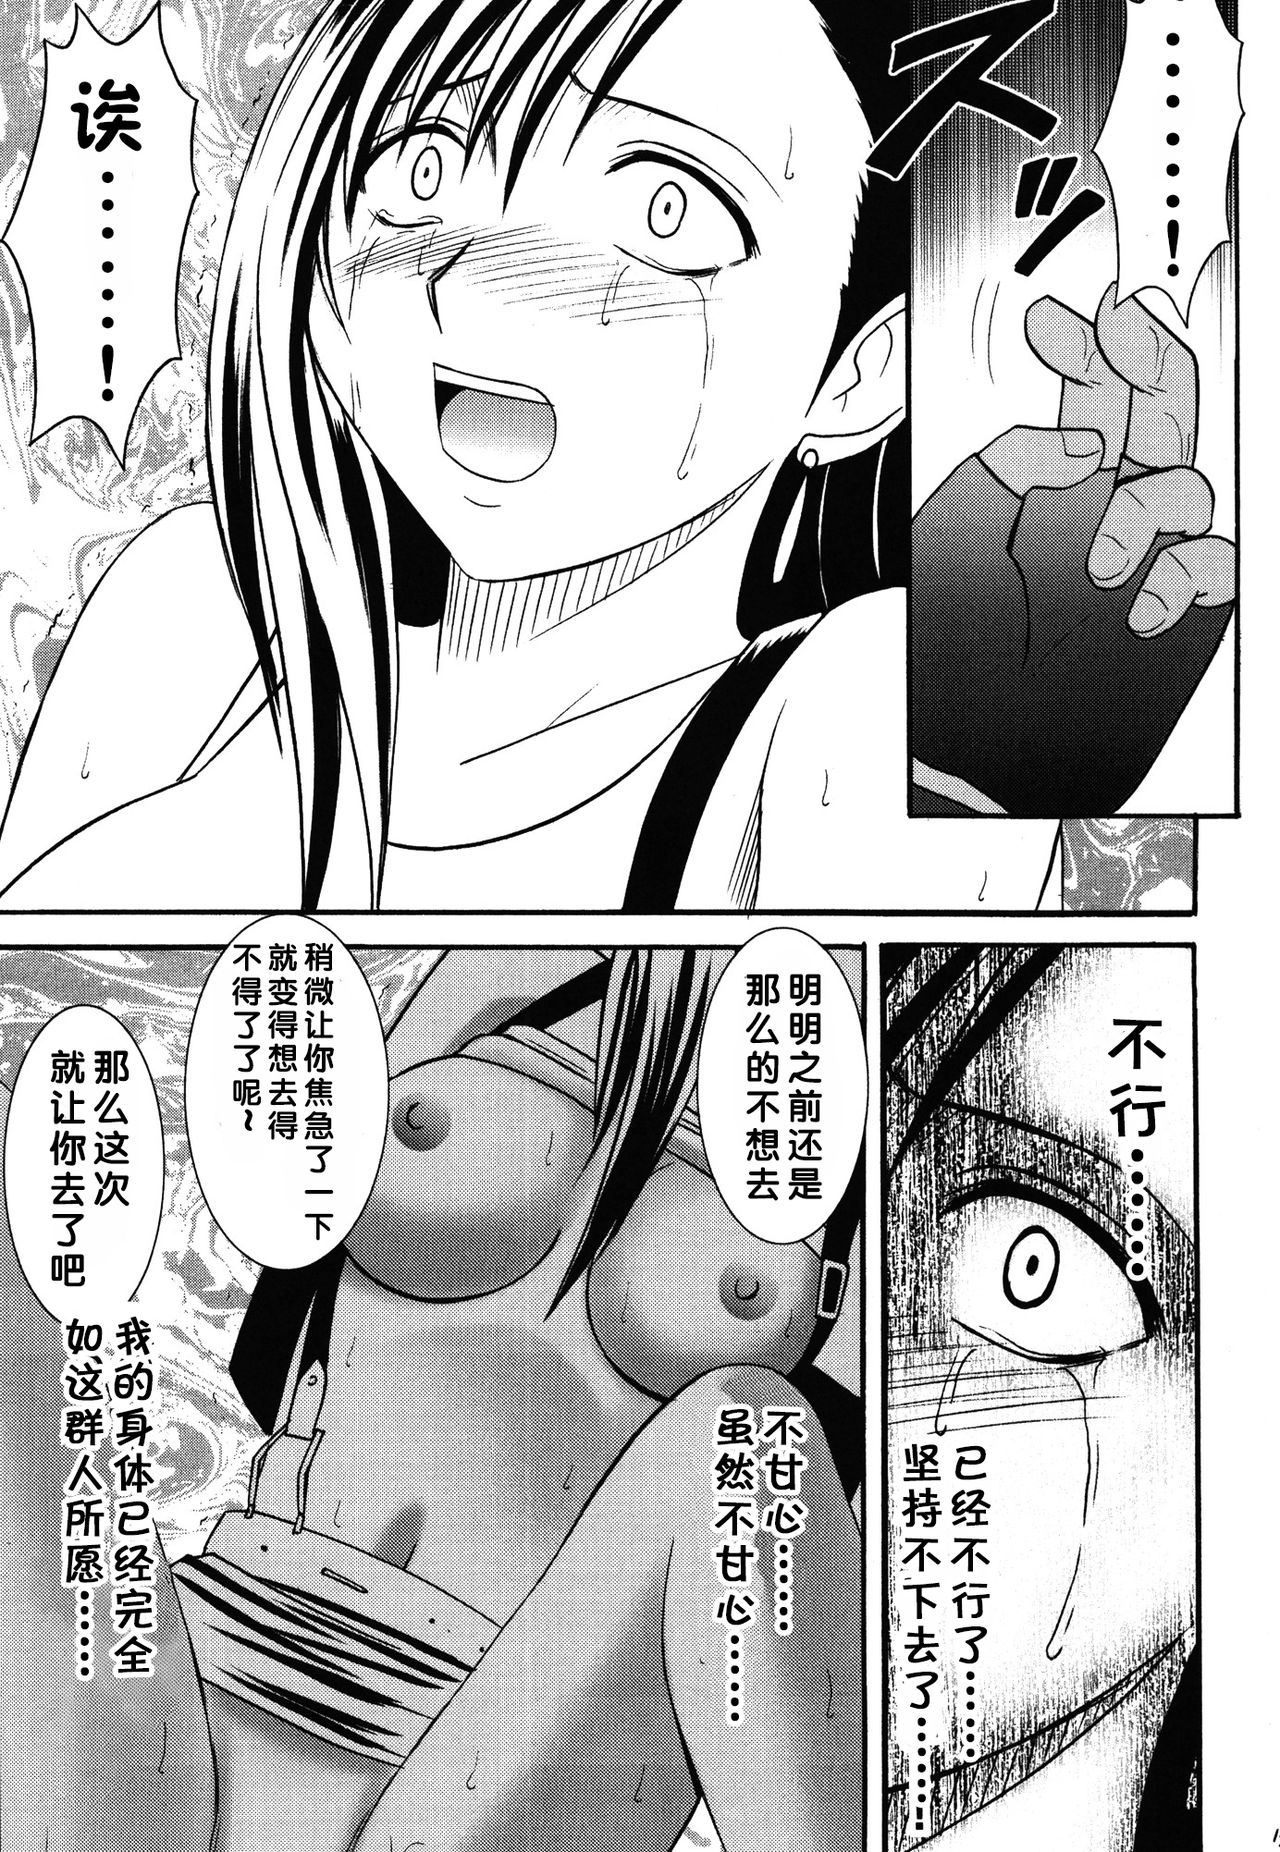 ……！
ズッ
诶……！
不行……
已经不行了……
坚持不下去了……
明明之前还是
那么的不想去
不甘心……
虽然不甘心……
稍微让你焦急了一下
就变得想去得
不得了了呢~
那么这次
就让你去了吧
我的身体已经完全
如这群人所愿……